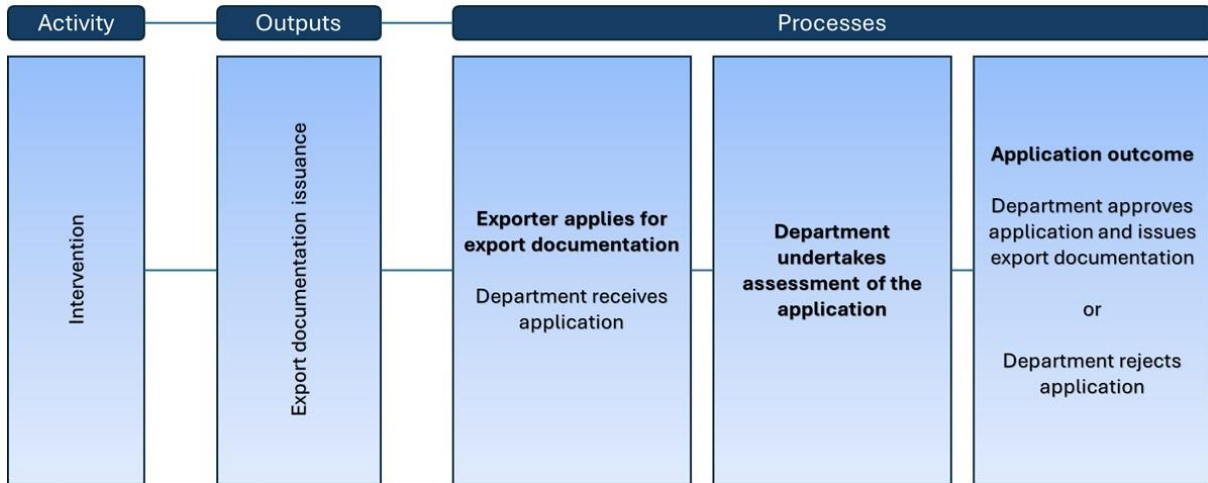 Activity
Outputs
Processes
Intervention
Export documentation issuance
Exporter applies for
export documentation
Department receives
application
Department
undertakes
assessment of the
application
Application outcome
Department approves
application and issues
export documentation
or
Department rejects
application